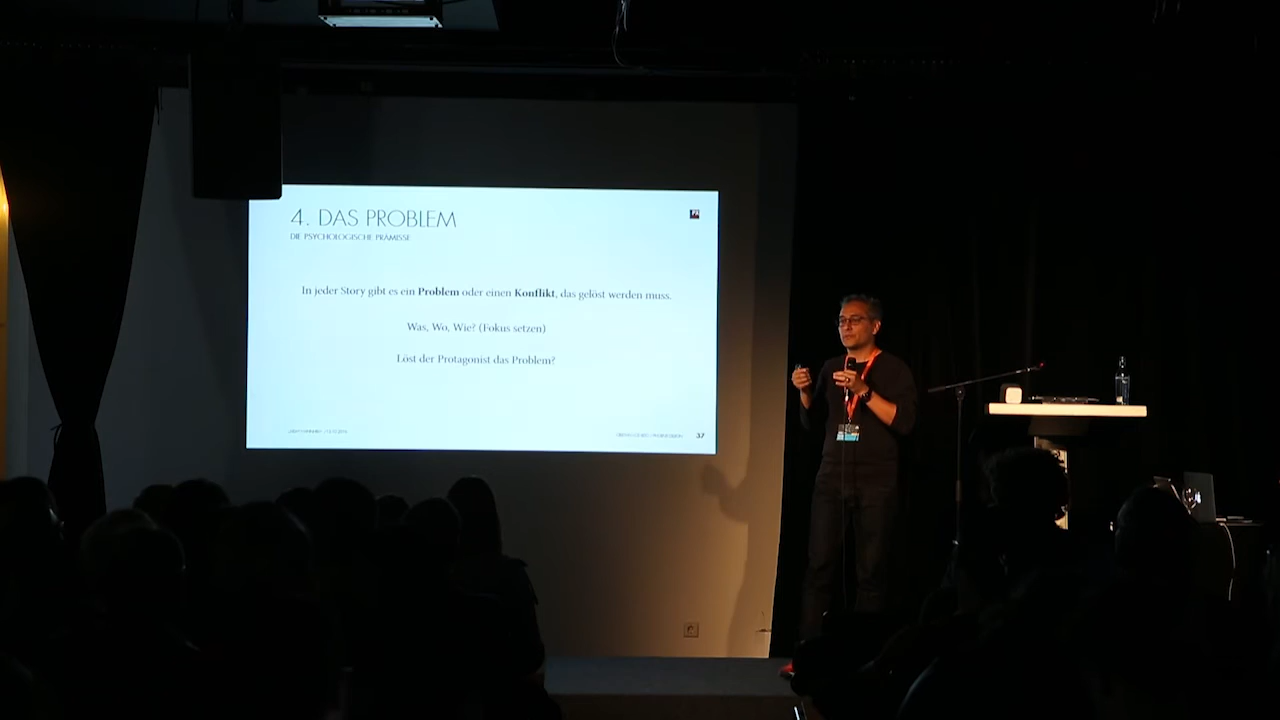 4. DAS PROBLEM
DIE PSYCHOLOGISCHE PRÄMISSE
In jeder Story gibt es ein Problem oder einen Konflikt, das gelöst werden muss.
Was, Wo, Wie? (Fokus setzen)
Löst der Protagonist das Problem?
37